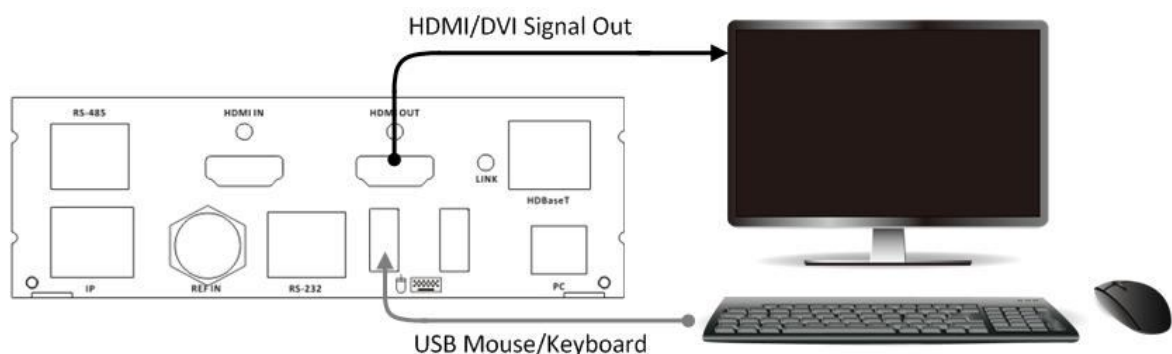 HDMI/DVI Signal Out
RS-485
HDMI IN
HDMI OUT
LINK
HDBaseT
IP
REF IN
RS-232
PC
USB Mouse/Keyboard